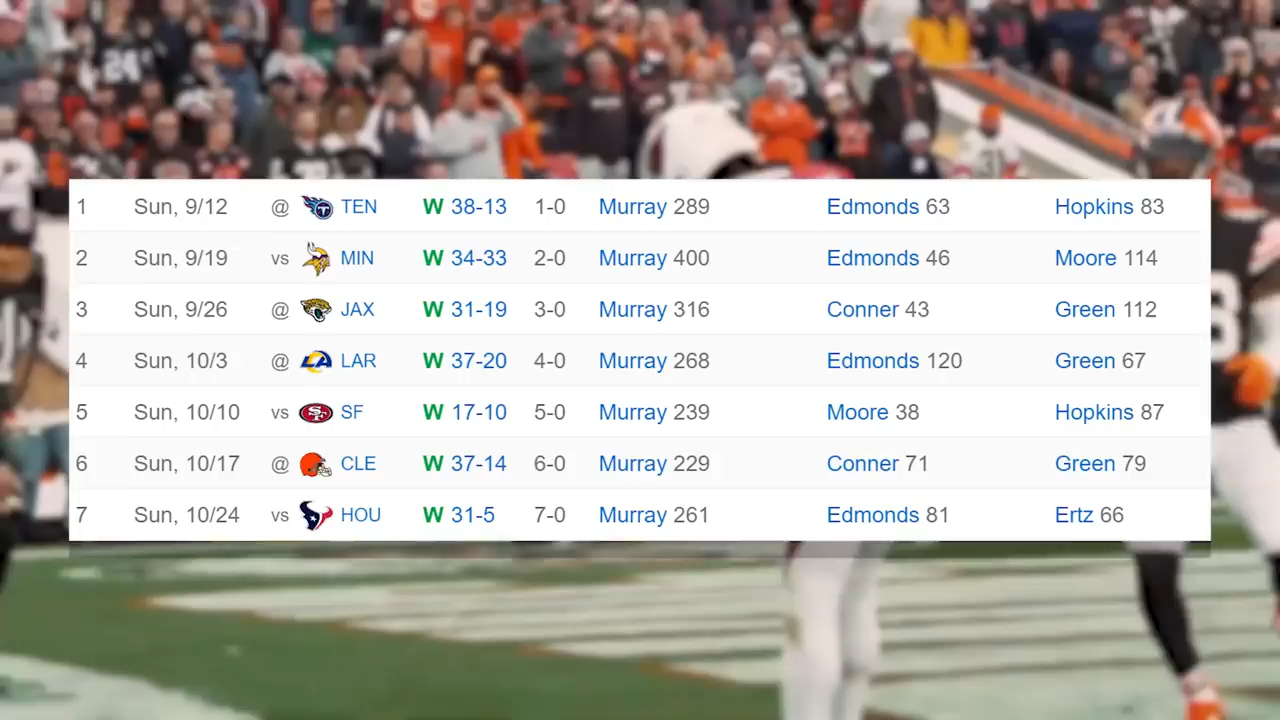 1 Sun, 9/12 @ TEN W 38-13 1-0 Murray 289 Edmonds 63 Hopkins 83
2 Sun, 9/19 vs MIN W 34-33 2-0 Murray 400 Edmonds 46 Moore 114
3 Sun, 9/26 @ JAX W 31-19 3-0 Murray 316 Conner 43 Green 112
4 Sun, 10/3 @ LAR W 37-20 4-0 Murray 268 Edmonds 120 Green 67
5 Sun, 10/10 vs SF W 17-10 5-0 Murray 239 Moore 38 Hopkins 87
6 Sun, 10/17 @ CLE W 37-14 6-0 Murray 229 Conner 71 Green 79
7 Sun, 10/24 vs HOU W 31-5 7-0 Murray 261 Edmonds 81 Ertz 66